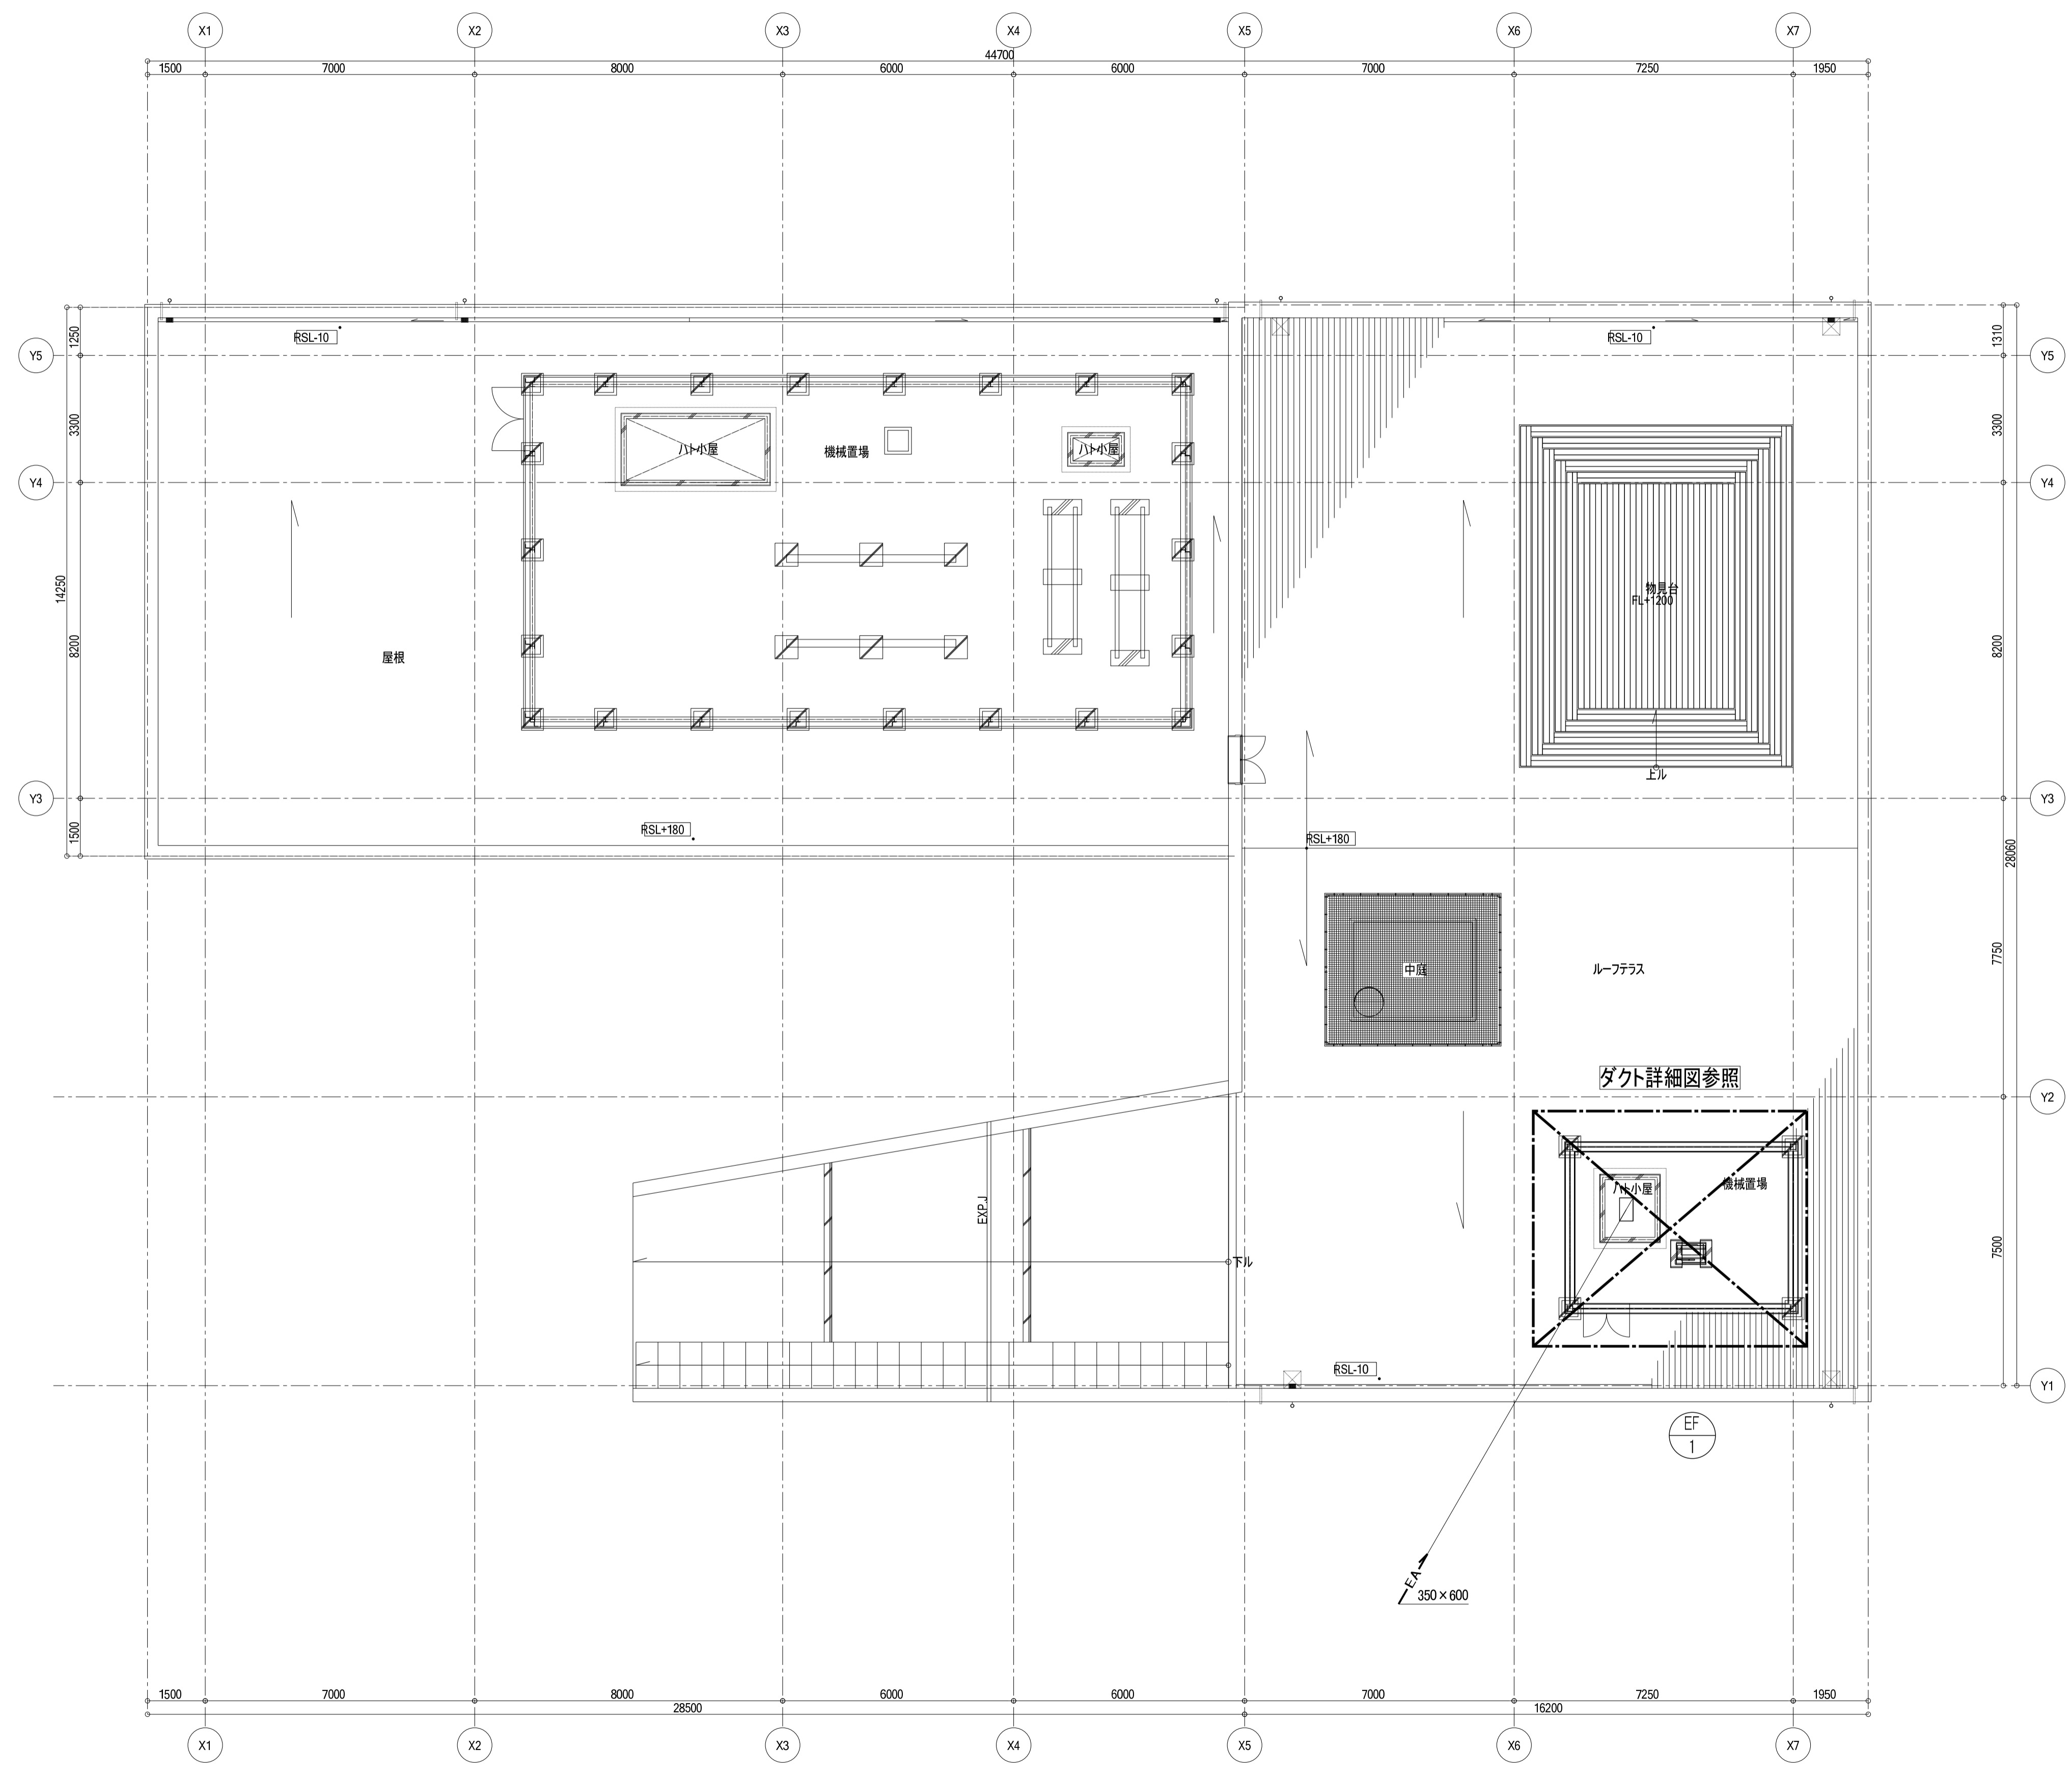 X1 X2 X3 X4 X5 X6 X7
44700
1500 7000 8000 6000 6000 7000 7250 1950
1250
RSL-10
RSL-10
1310
Y5
Y5
3300
ハト小屋
機械置場
ハト小屋
3300
Y4
Y4
14250
物見台
FL+1200
8200
屋根
8200
上ル
Y3
Y3
1500
RSL+180
RSL+180
28060
7750
中庭
ルーフテラス
ダクト詳細図参照
Y2
ハト小屋
機械置場
EXP.J
7500
下ル
RSL-10
Y1
EF
1
EA
350×600
1500 7000 8000 6000 6000 7000 7250 1950
28500 16200
X1 X2 X3 X4 X5 X6 X7